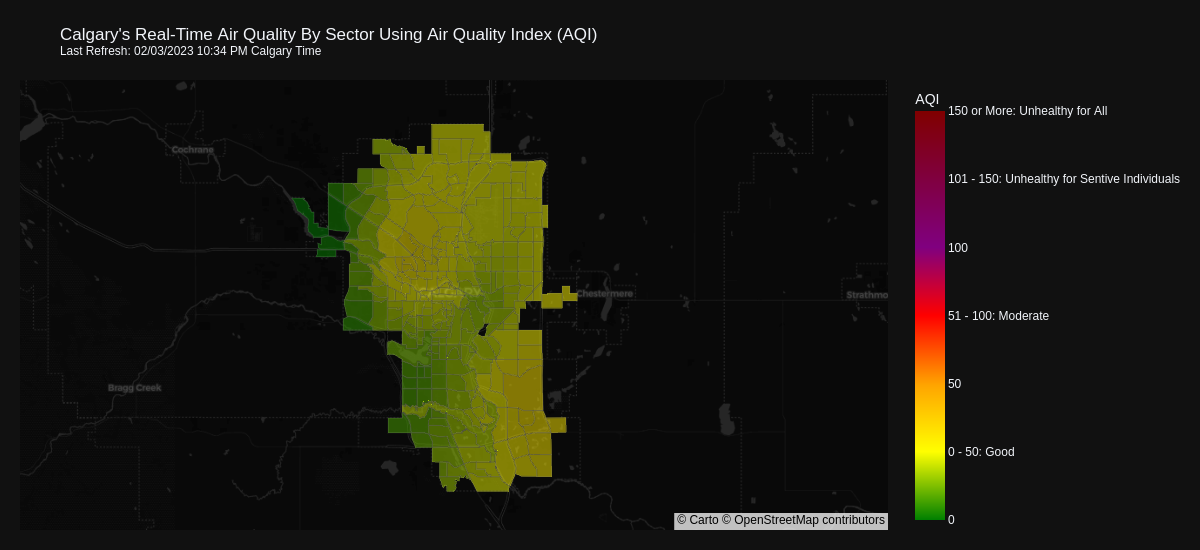 Calgary's Real-Time Air Quality By Sector Using Air Quality Index (AQI)
Last Refresh: 02/03/2023 10:34 PM Calgary Time
AQI
150 or More: Unhealthy for All
Cochrane
101 - 150: Unhealthy for Sentive Individuals
100
Chestermere
Strathmo
51 - 100: Moderate
50
Bragg Creek
0 - 50: Good
© Carto © OpenStreetMap contributors
0